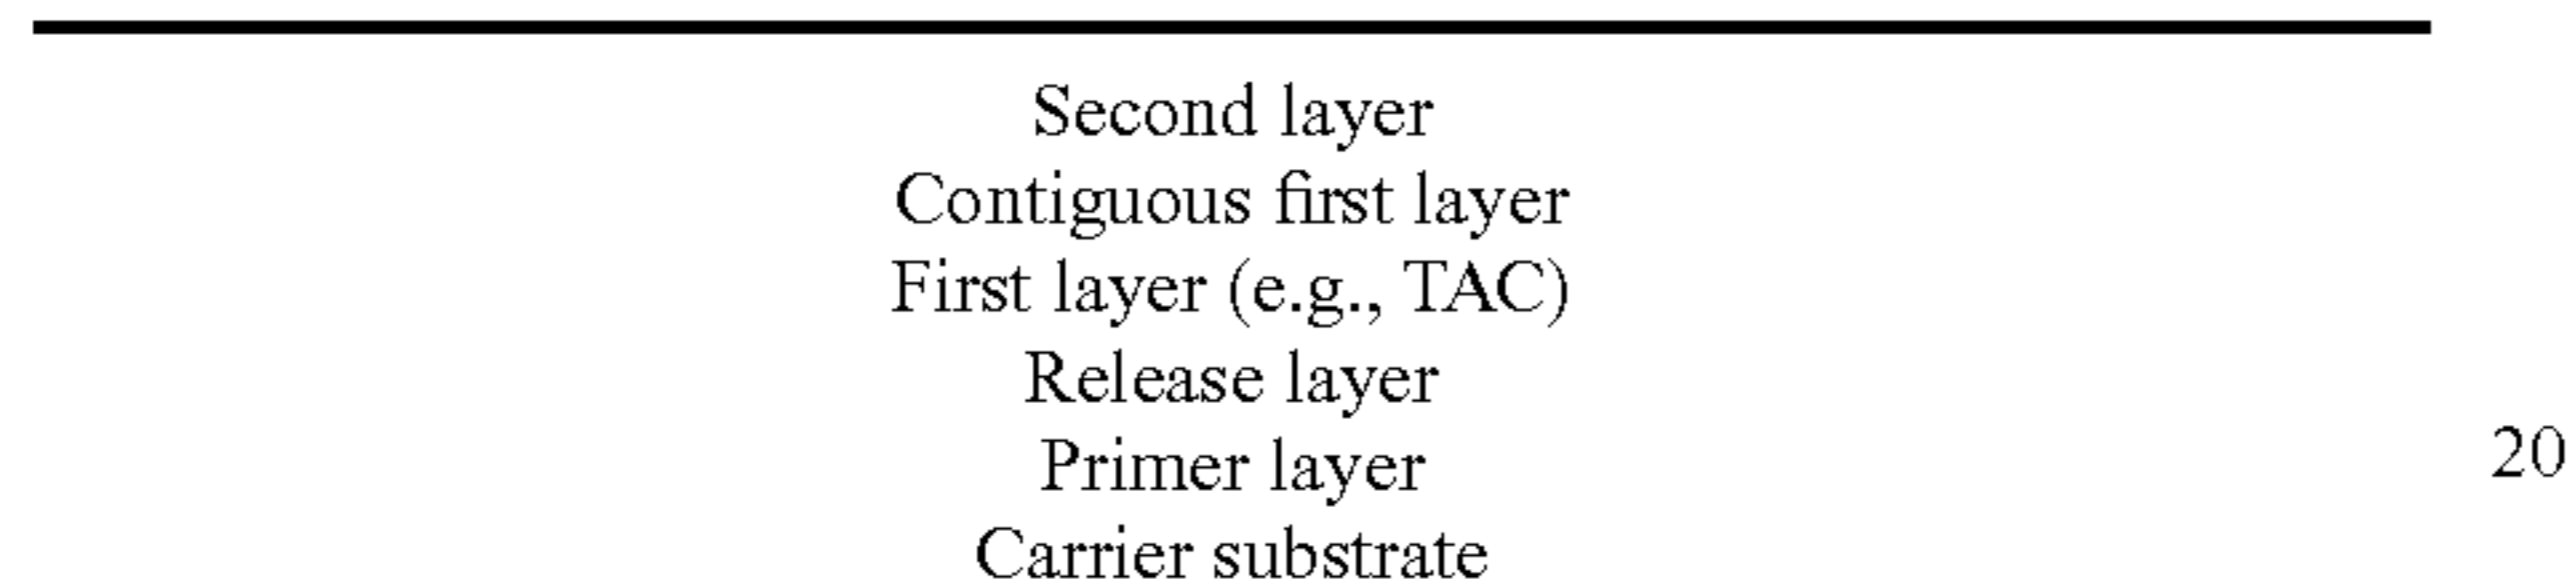 Second layer
Contiguous first layer
First layer (e.g., TAC)
Release layer
Primer layer
20
Carrier substrate